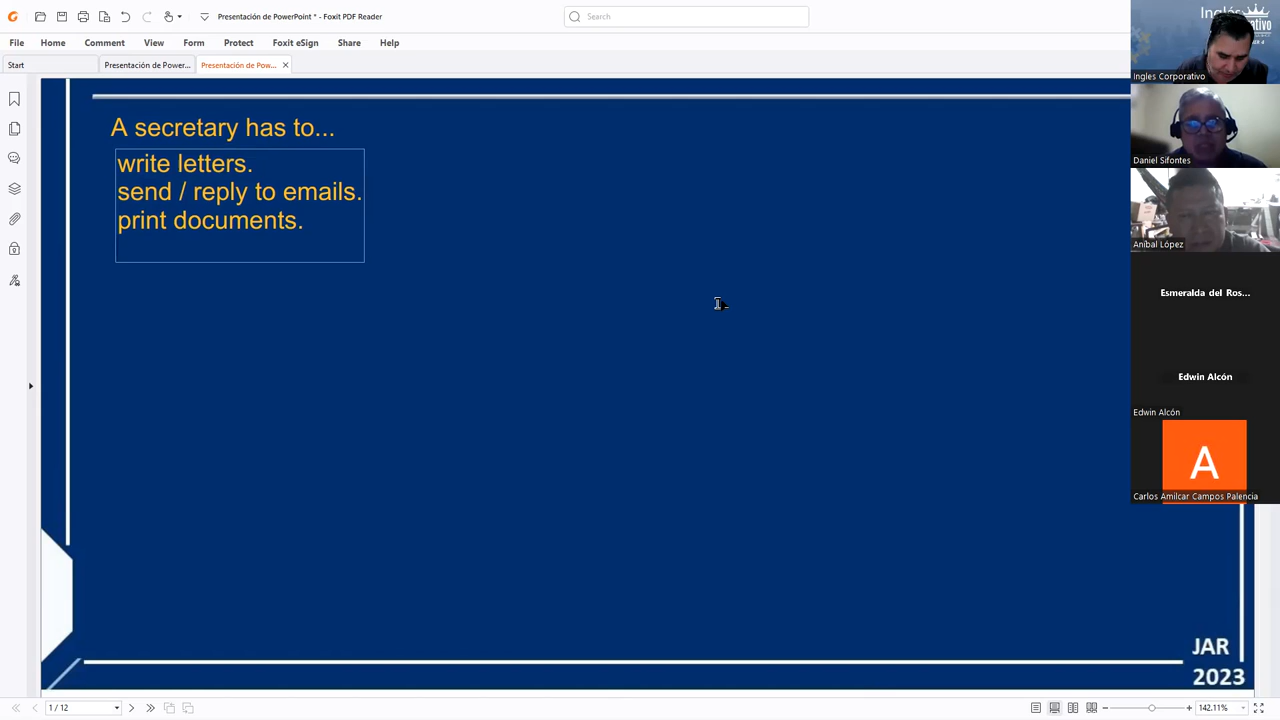 Presentación de PowerPoint * - Foxit PDF Reader
Search
File Home Comment View Form Protect Foxit eSign Share Help
Start
Presentación de Power...
Presentación de Pow...
A secretary has to...
write letters.
send / reply to emails.
print documents.
JAR
2023
1 / 12
142.11%
Inglés
Ingles Corporativo
Daniel Sifontes
Aníbal López
Esmeralda del Ros...
Edwin Alcón
Edwin Alcón
A
Carlos Amilcar Campos Palencia